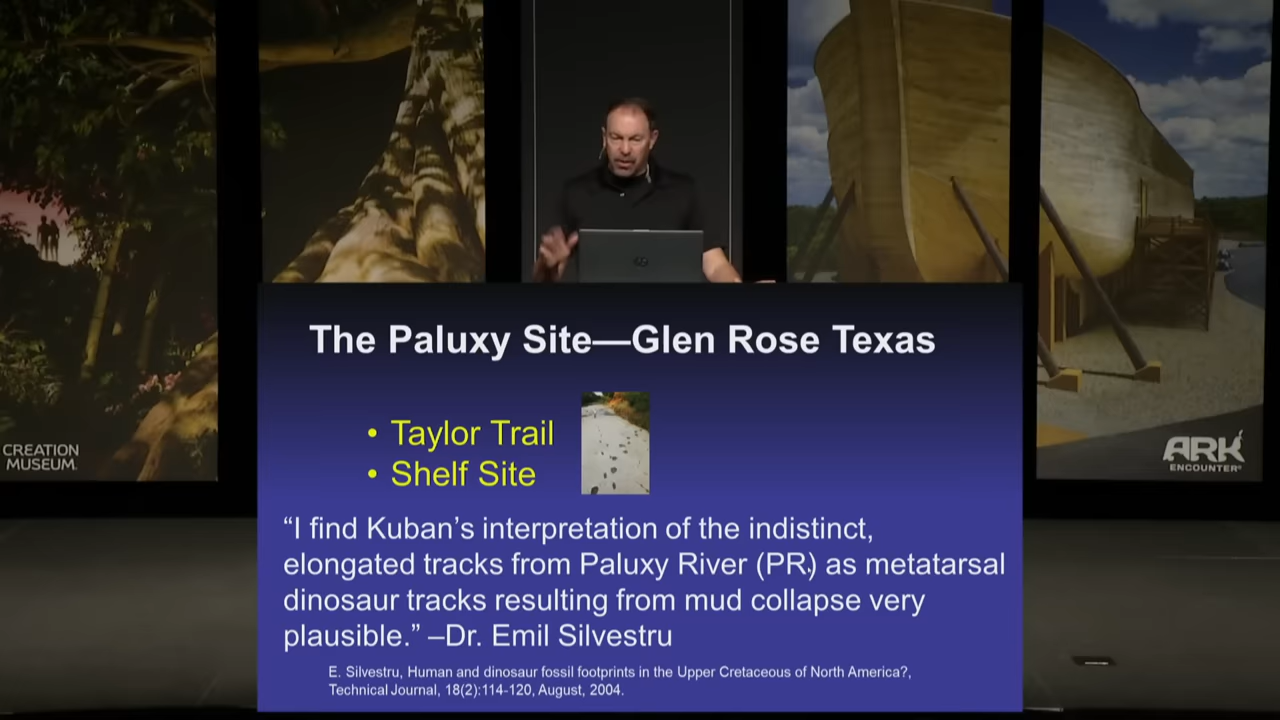 The Paluxy Site—Glen Rose Texas
• Taylor Trail
• Shelf Site
“I find Kuban’s interpretation of the indistinct,
elongated tracks from Paluxy River (PR) as metatarsal
dinosaur tracks resulting from mud collapse very
plausible.” –Dr. Emil Silvestru
E. Silvestru, Human and dinosaur fossil footprints in the Upper Cretaceous of North America?,
Technical Journal, 18(2):114-120, August, 2004.
CREATION
MUSEUM
ARK
ENCOUNTER®
hp